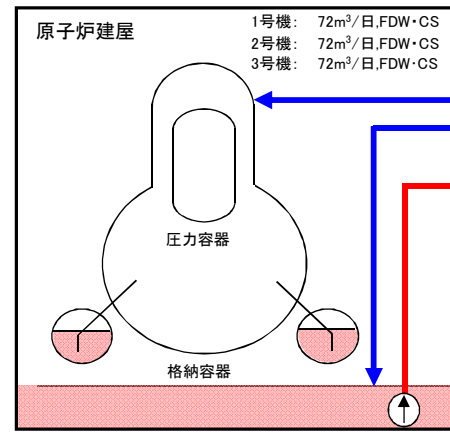 原子炉建屋
1号機： 72m³/日,FDW・CS
2号機： 72m³/日,FDW・CS
3号機： 72m³/日,FDW・CS
圧力容器
格納容器